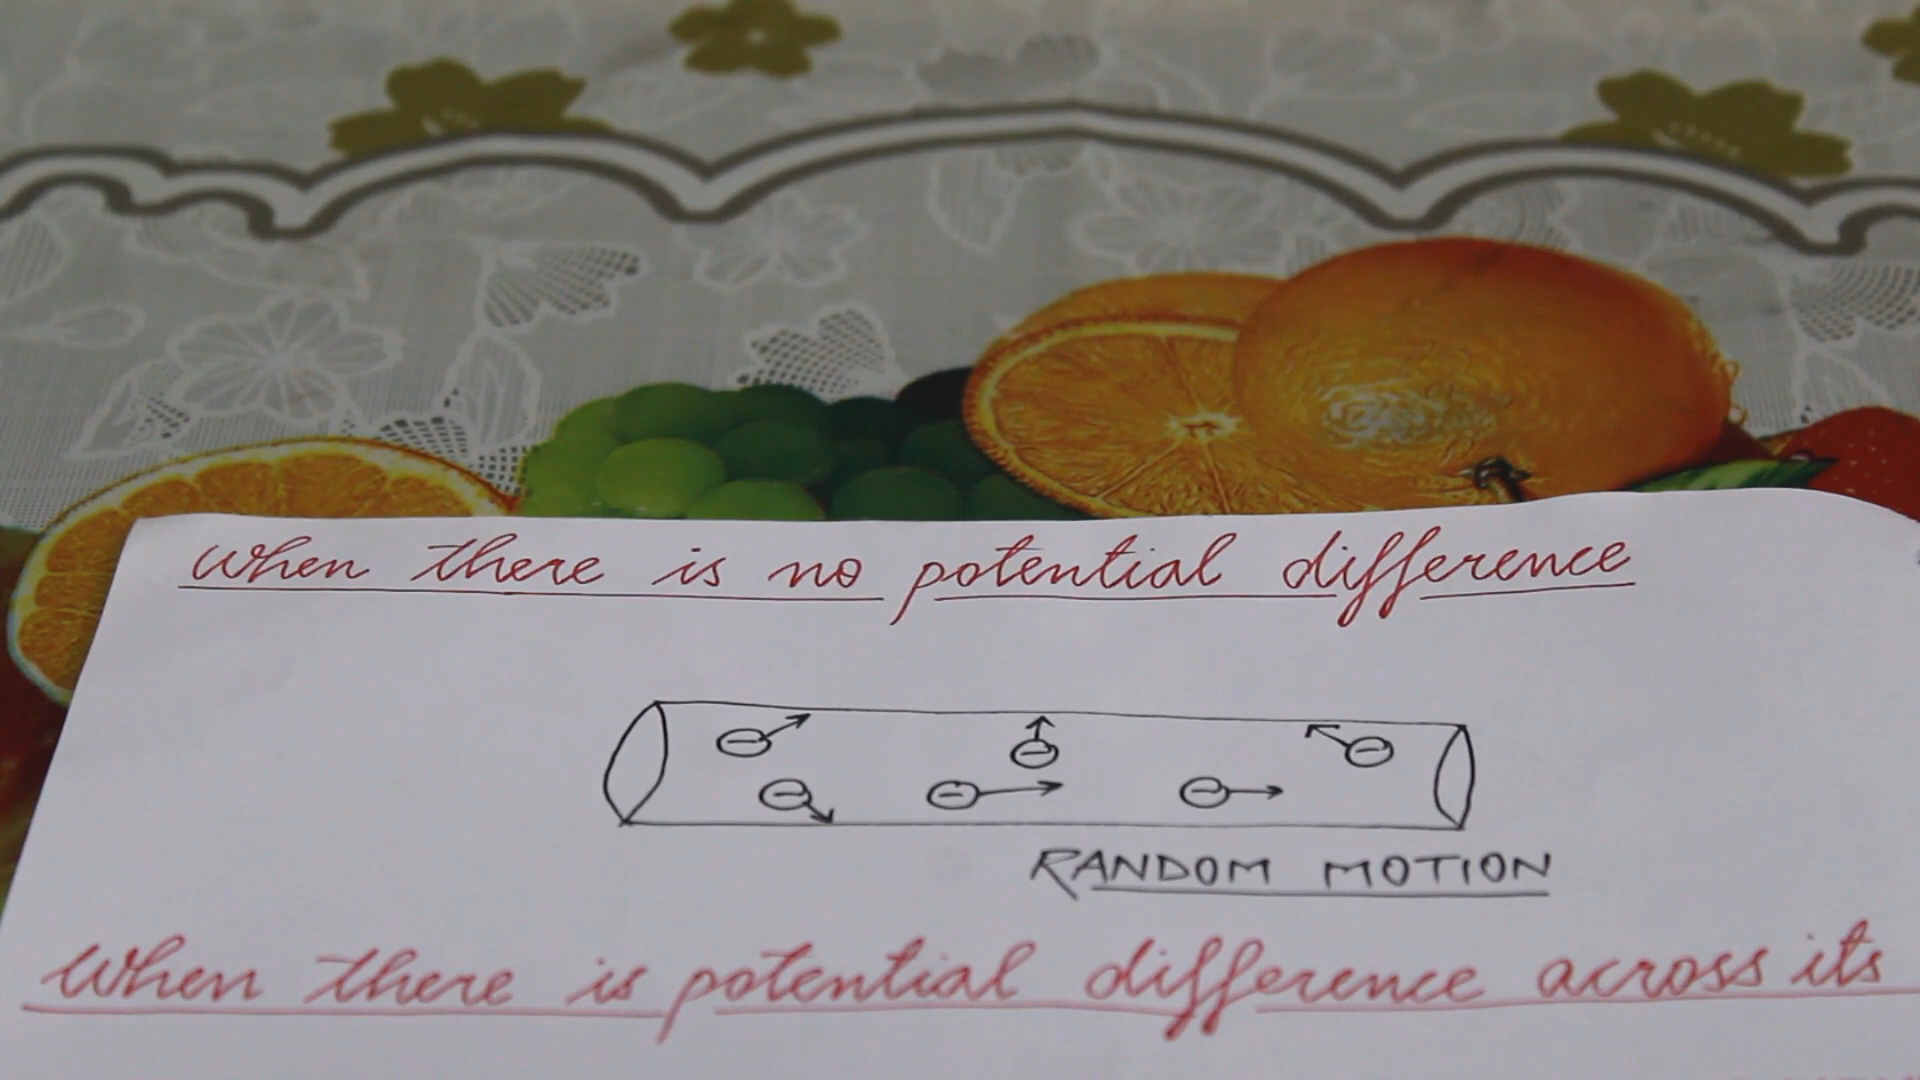 When there is no potential difference
RANDOM MOTION
When there is potential difference across its